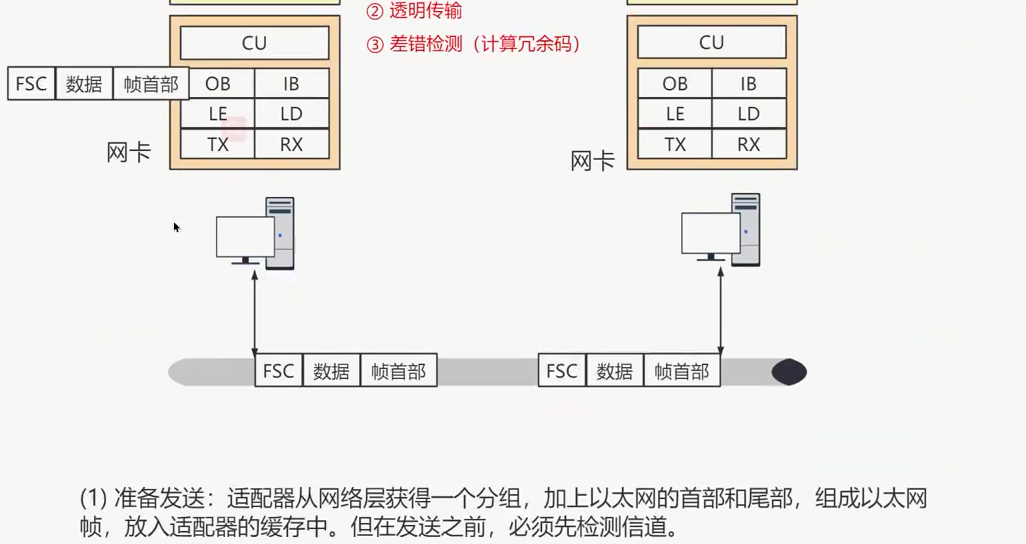 ② 透明传输
③ 差错检测（计算冗余码）
CU
CU
FSC 数据 帧首部
OB IB
OB IB
LE LD
LE LD
TX RX
TX RX
网卡
网卡
FSC 数据 帧首部
FSC 数据 帧首部
(1) 准备发送：适配器从网络层获得一个分组，加上以太网的首部和尾部，组成以太网
帧，放入适配器的缓存中。但在发送之前，必须先检测信道。